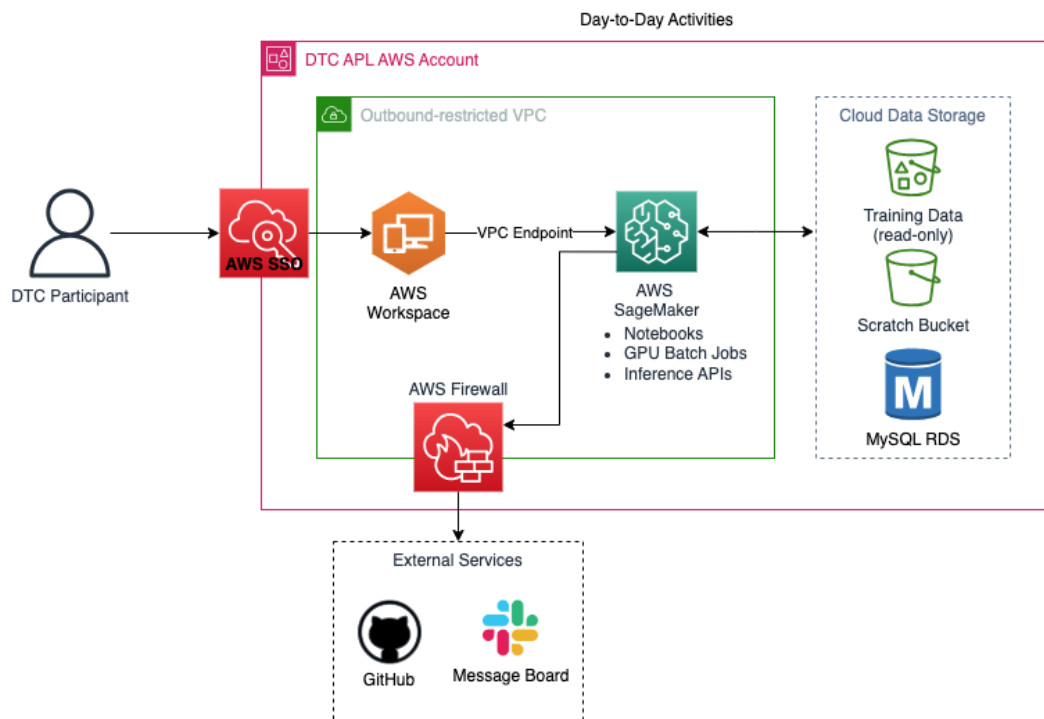 Day-to-Day Activities
DTC APL AWS Account
Outbound-restricted VPC
Cloud Data Storage
Training Data
(read-only)
Scratch Bucket
M
MySQL RDS
DTC Participant
AWS SSO
AWS
Workspace
VPC Endpoint
AWS
SageMaker
• Notebooks
• GPU Batch Jobs
• Inference APIs
AWS Firewall
External Services
GitHub
Message Board